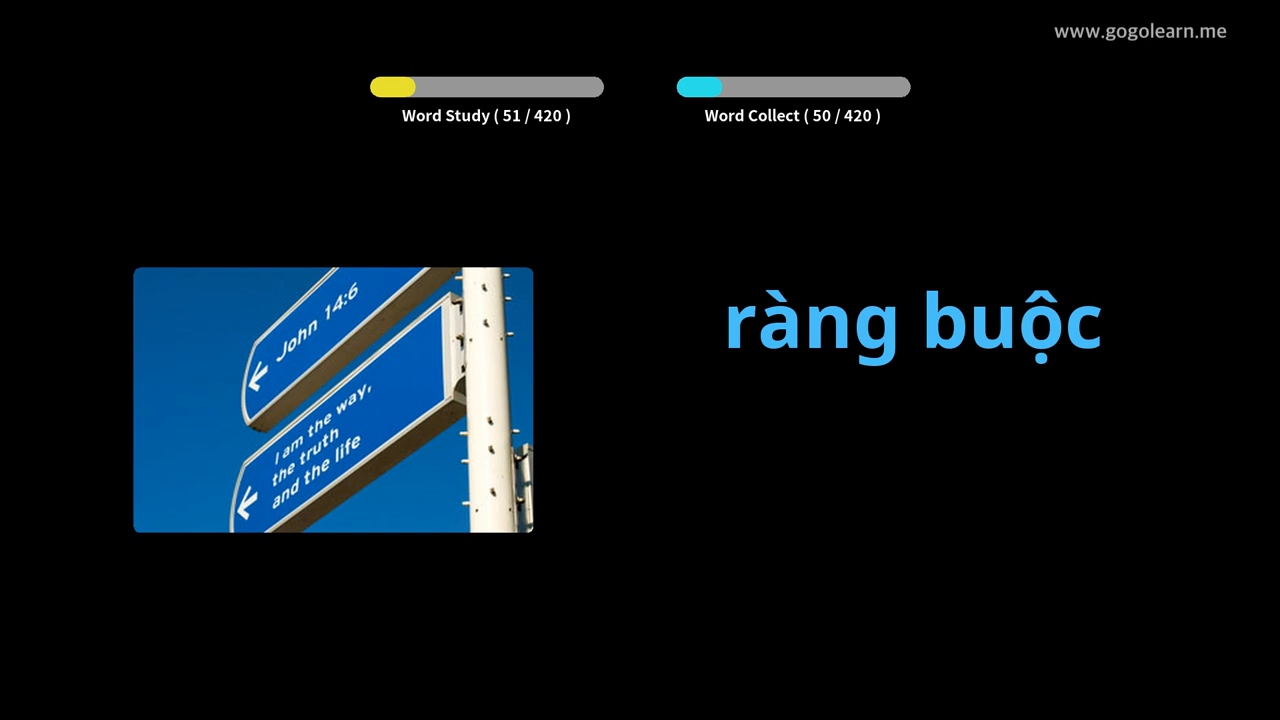 www.gogolearn.me
Word Study ( 51 / 420 )
Word Collect ( 50 / 420 )
John 14:6
I am the way,
the truth
and the life
ràng buộc